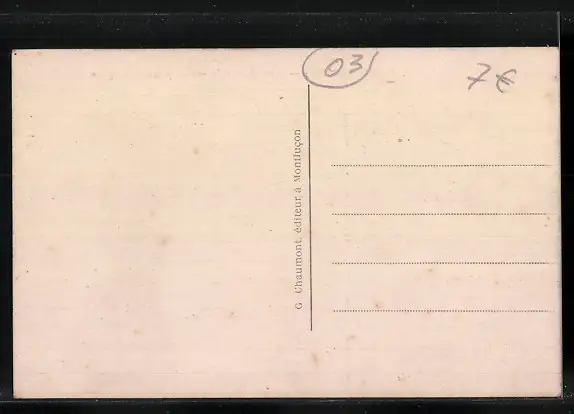 03
7€
G Chaumont, éditeur à Montluçon